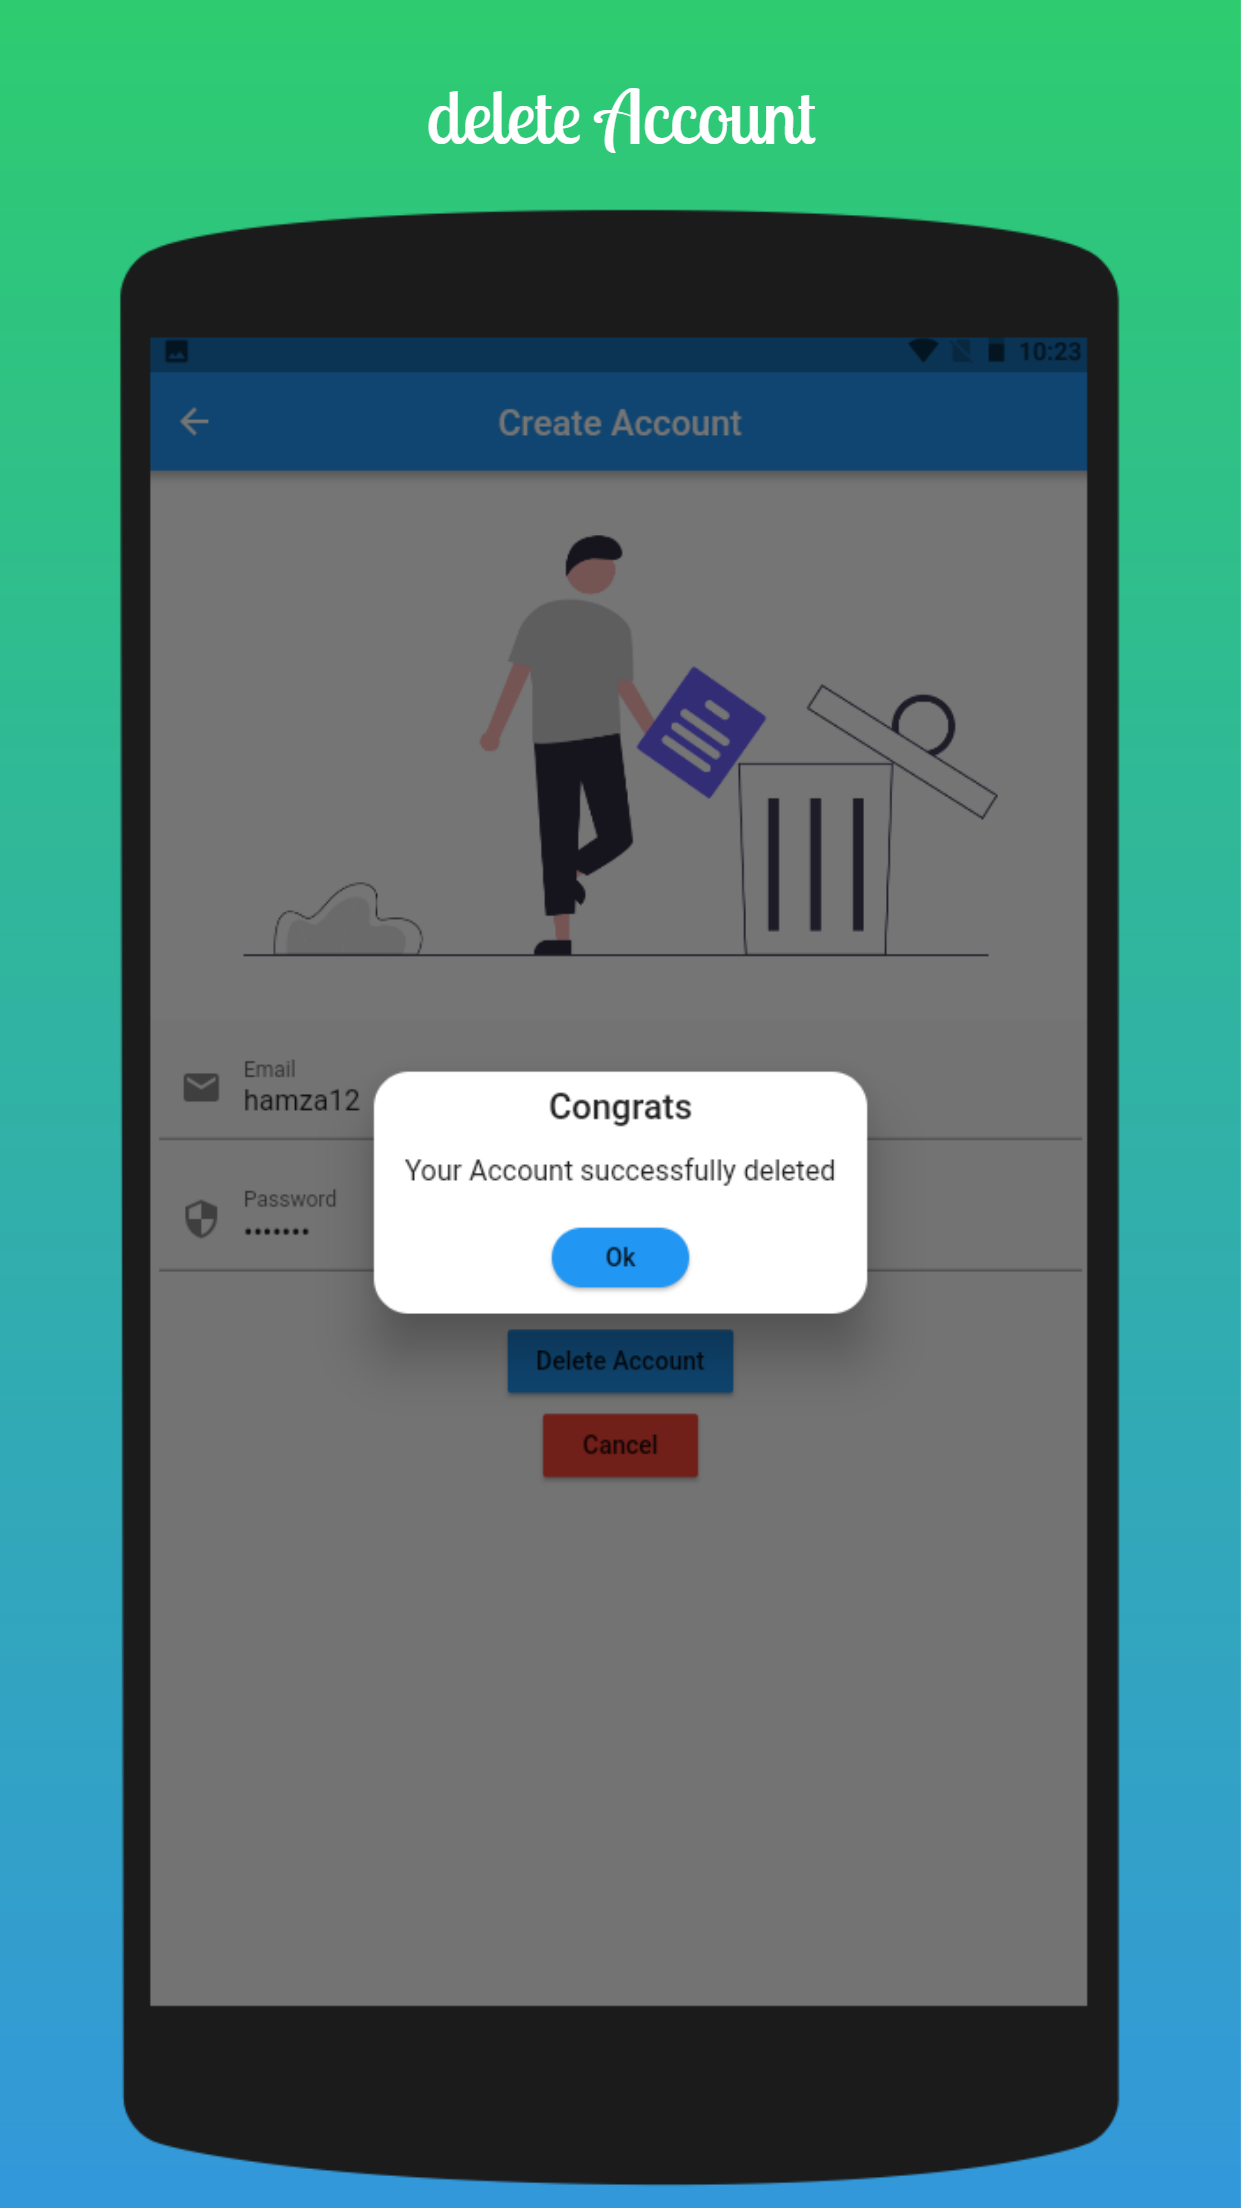 delete Account
10:23
Create Account
Email
hamza12
Congrats
Your Account successfully deleted
Password
•••••••
Ok
Delete Account
Cancel